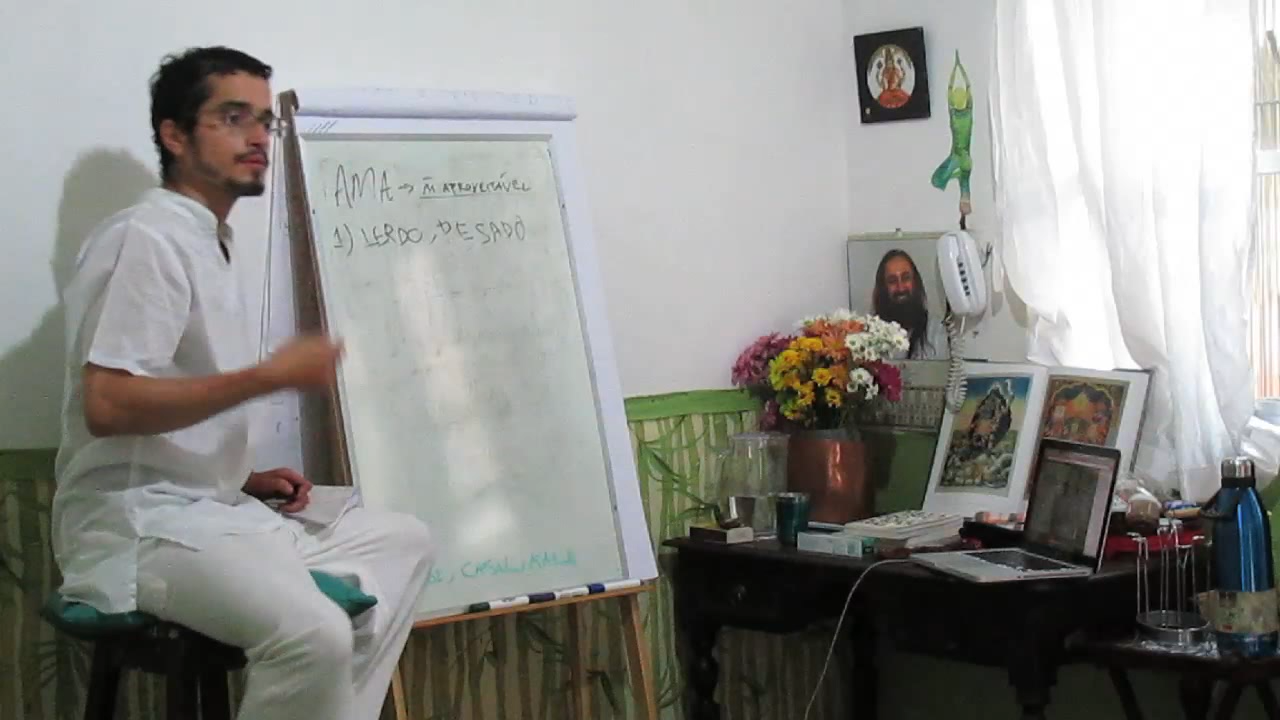 AMA → ñ APROVEITÁVEL
1) LERDO, PESADO